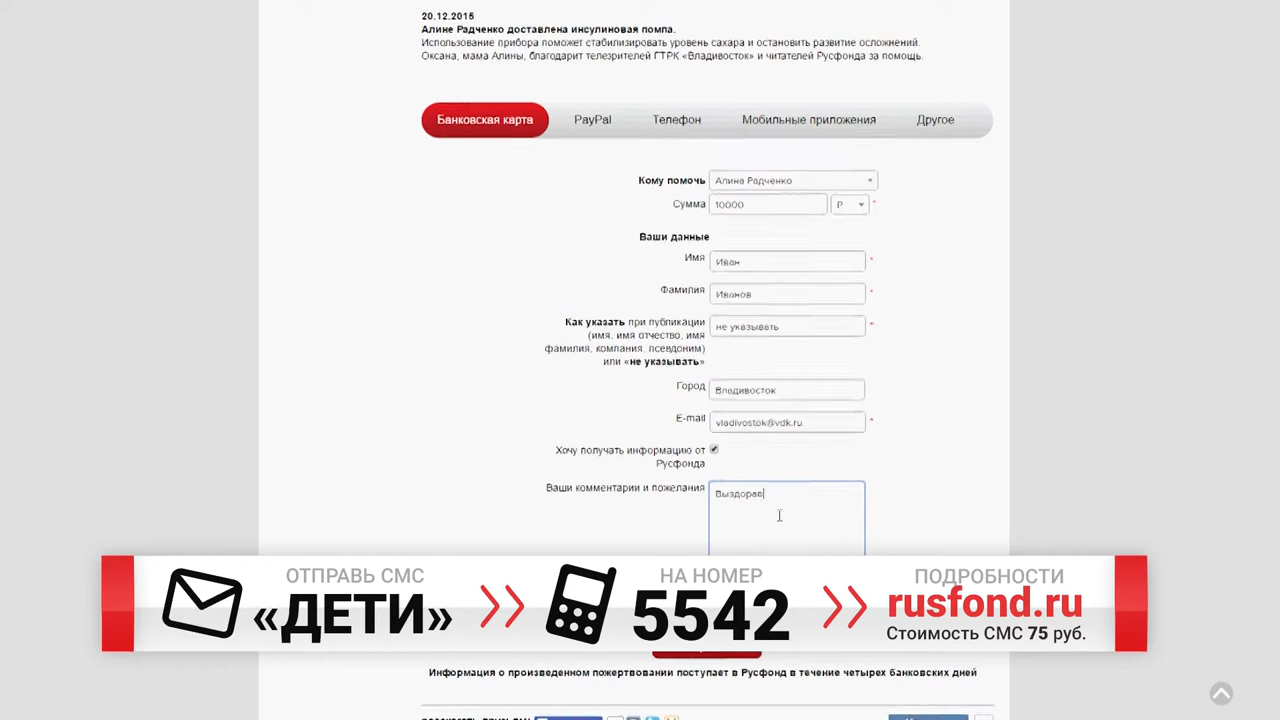 20.12.2015
Алине Радченко доставлена инсулиновая помпа.
Использование прибора поможет стабилизировать уровень сахара и остановить развитие осложнений.
Оксана, мама Алины, благодарит телезрителей ГТРК «Владивосток» и читателей Русфонда за помощь.
Банковская карта PayPal Телефон Мобильные приложения Другое
Кому помочь Алина Радченко
Сумма 10000 Р *
Ваши данные
Имя Иван *
Фамилия Иванов *
Как указать при публикации не указывать *
(имя, имя отчество, имя
фамилия, компания, псевдоним)
или «не указывать»
Город Владивосток
E-mail vladivostok@vdk.ru *
Хочу получать информацию от
Русфонда
Ваши комментарии и пожелания Выздорав
ОТПРАВЬ СМС НА НОМЕР ПОДРОБНОСТИ
«ДЕТИ» 5542 rusfond.ru
Стоимость СМС 75 руб.
Информация о произведенном пожертвовании поступает в Русфонд в течение четырех банковских дней